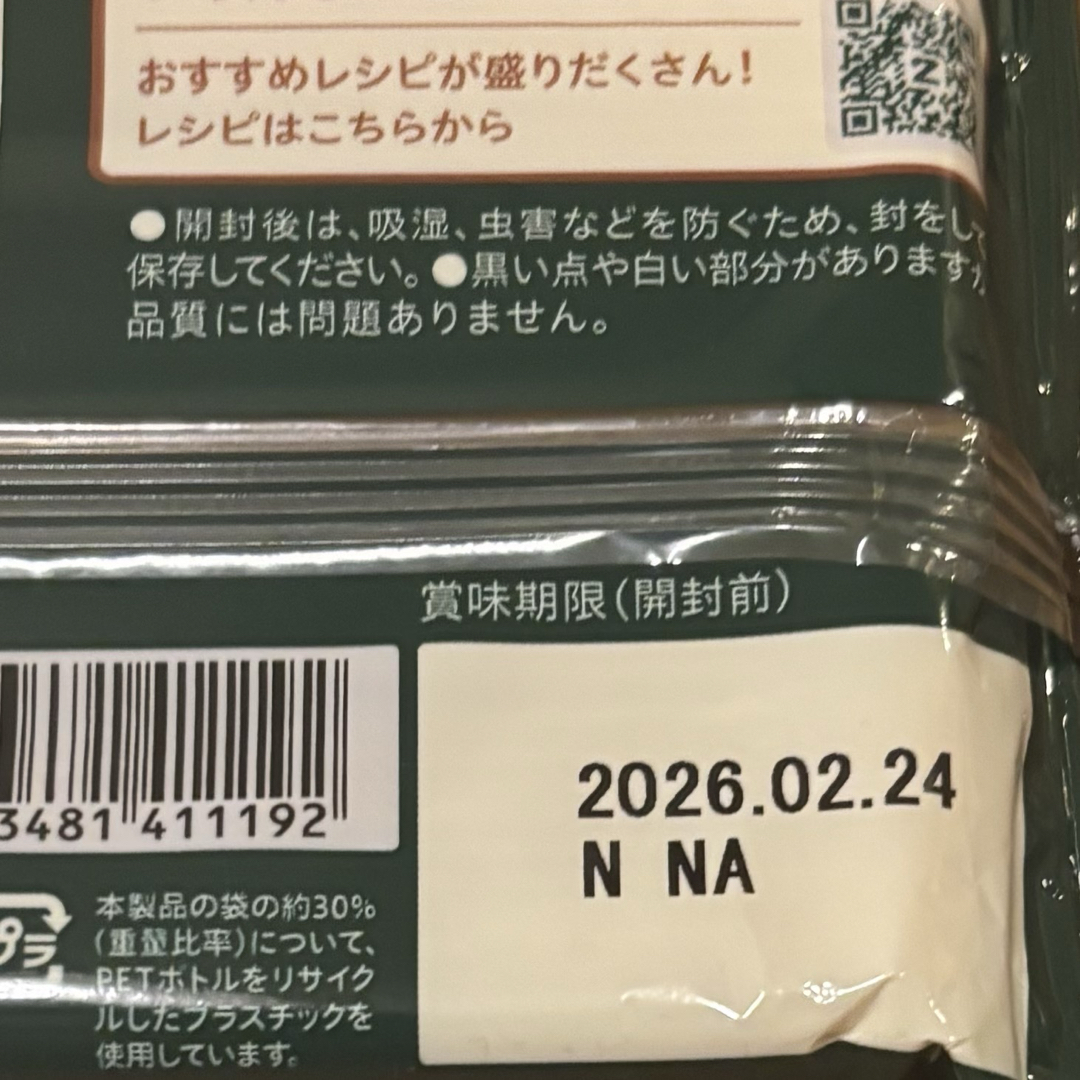 おすすめレシピが盛りだくさん！
レシピはこちらから
●開封後は、吸湿、虫害などを防ぐため、封をして
保存してください。●黒い点や白い部分がありますが
品質には問題ありません。
賞味期限(開封前)
3481 411192
2026.02.24
N NA
プラ
本製品の袋の約30%
(重量比率)について、
PETボトルをリサイク
ルしたプラスチックを
使用しています。